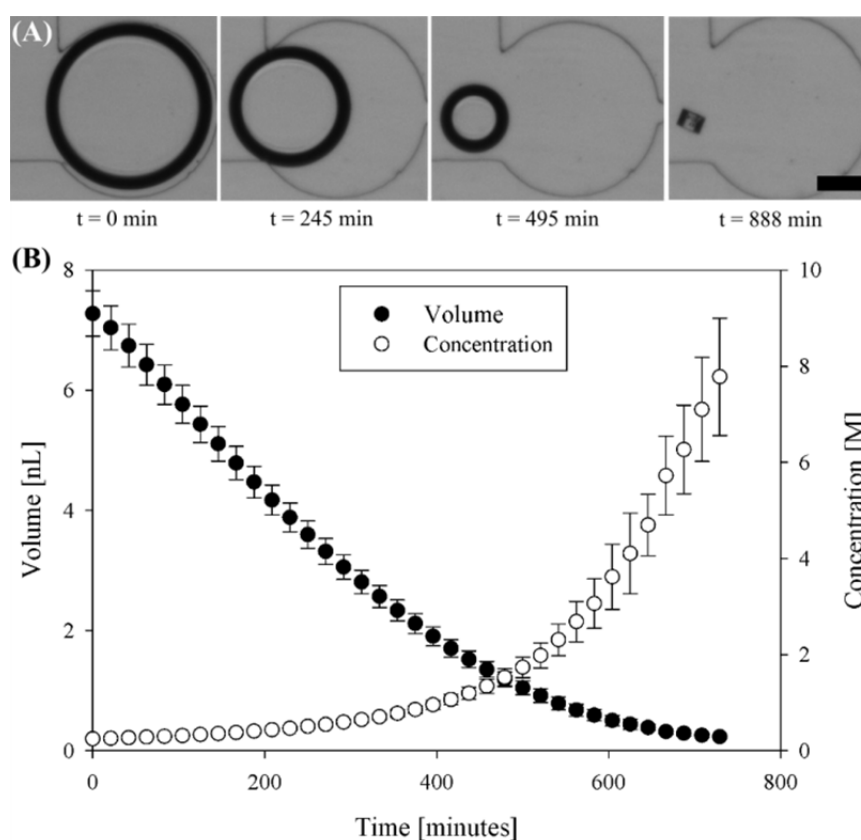 (A)
t = 0 min
t = 245 min
t = 495 min
t = 888 min
(B)
8
6
4
2
0
Volume [nL]
Volume
Concentration
10
8
6
4
2
0
Concentration [M]
0
200
400
600
800
Time [minutes]